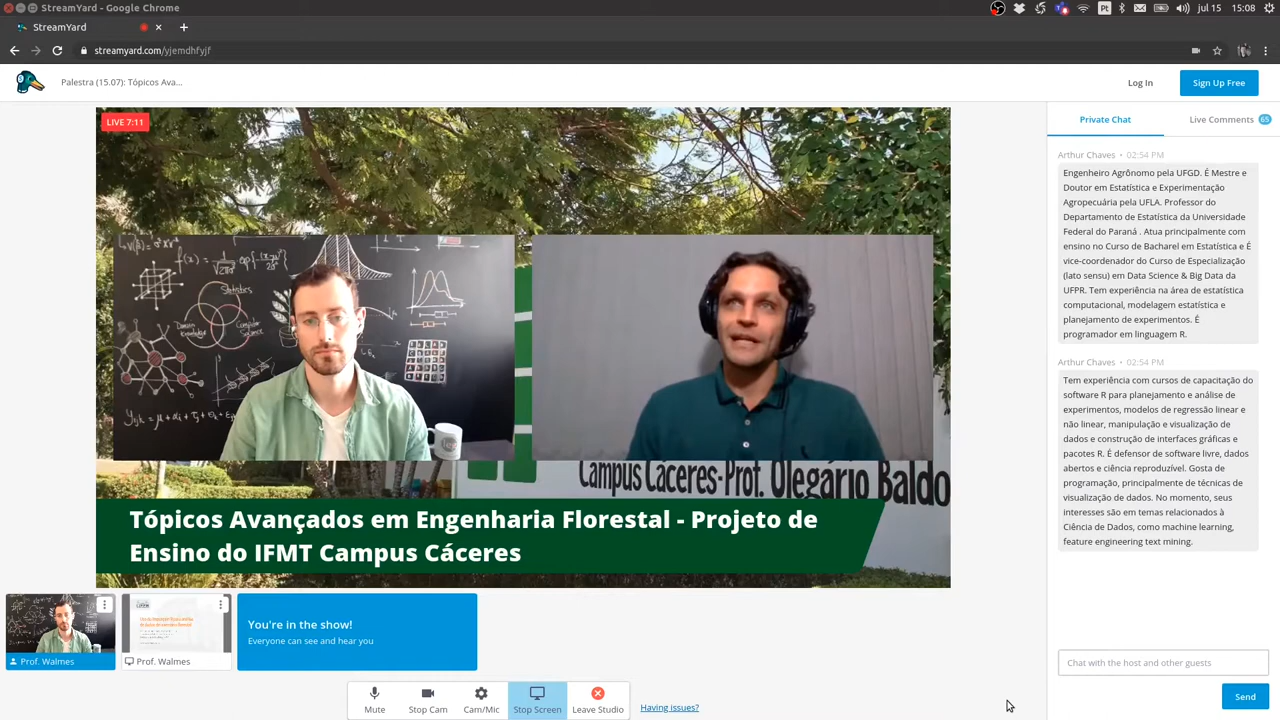 StreamYard - Google Chrome
Pt
Jul 15
15:08
StreamYard
streamyard.com/yjemdhfyjf
Palestra (15.07): Tópicos Ava...
Log In
Sign Up Free
LIVE 7:11
Private Chat
Live Comments 65
Arthur Chaves • 02:54 PM
Engenheiro Agrônomo pela UFGD. É Mestre e
Doutor em Estatística e Experimentação
Agropecuária pela UFLA. Professor do
Departamento de Estatística da Universidade
Federal do Paraná . Atua principalmente com
ensino no Curso de Bacharel em Estatística e É
vice-coordenador do Curso de Especialização
(lato sensu) em Data Science & Big Data da
UFPR. Tem experiência na área de estatística
computacional, modelagem estatística e
planejamento de experimentos. É
programador em linguagem R.
Arthur Chaves • 02:54 PM
Tem experiência com cursos de capacitação do
software R para planejamento e análise de
experimentos, modelos de regressão linear e
não linear, manipulação e visualização de
dados e construção de interfaces gráficas e
pacotes R. É defensor de software livre, dados
abertos e ciência reproduzível. Gosta de
programação, principalmente de técnicas de
visualização de dados. No momento, seus
interesses são em temas relacionados à
Ciência de Dados, como machine learning,
feature engineering text mining.
Statistics
Domain
Knowledge
Computer
Science
Campus Cáceres-Prof. Olegário Baldo
Tópicos Avançados em Engenharia Florestal - Projeto de
Ensino do IFMT Campus Cáceres
Prof. Walmes
Prof. Walmes
You're in the show!
Everyone can see and hear you
Mute
Stop Cam
Cam/Mic
Stop Screen
Leave Studio
Having issues?
Chat with the host and other guests
Send